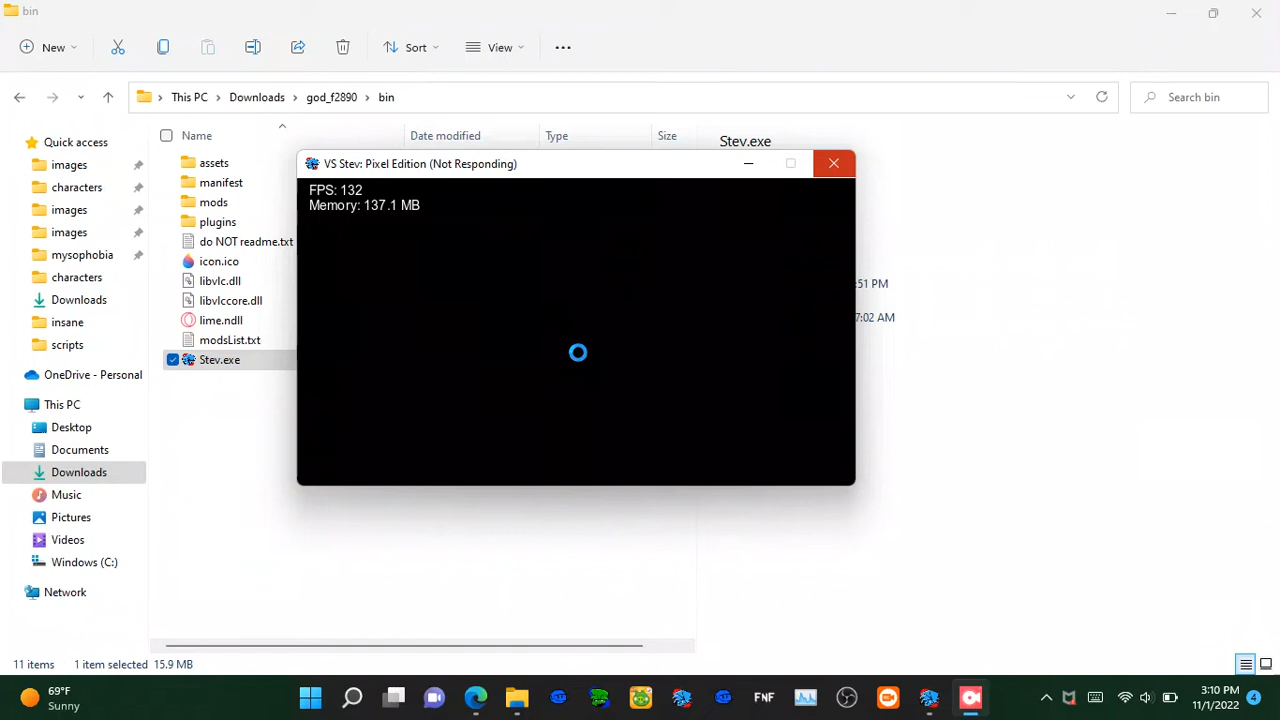 bin
New
Sort
View
This PC
Downloads
god_f2890
bin
Search bin
Quick access
images
characters
images
images
mysophobia
characters
Downloads
insane
scripts
OneDrive - Personal
This PC
Desktop
Documents
Downloads
Music
Pictures
Videos
Windows (C:)
Network
Name
Date modified
Type
Size
assets
manifest
mods
plugins
do NOT readme.txt
icon.ico
libvlc.dll
libvlccore.dll
lime.ndll
modsList.txt
Stev.exe
Stev.exe
:51 PM
7:02 AM
VS Stev: Pixel Edition (Not Responding)
FPS: 132
Memory: 137.1 MB
11 items
1 item selected
15.9 MB
69°F
Sunny
FNF
3:10 PM
11/1/2022
4